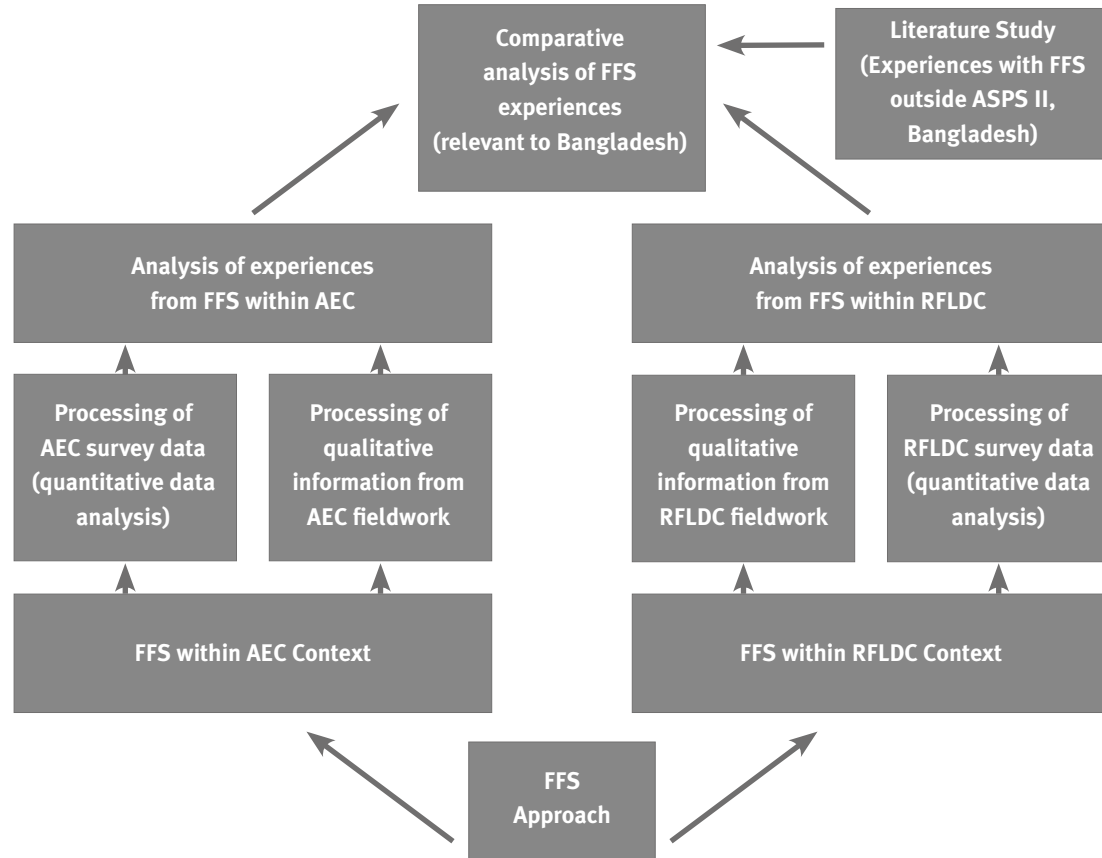 Comparative
analysis of FFS
experiences
(relevant to Bangladesh)
Literature Study
(Experiences with FFS
outside ASPS II,
Bangladesh)
Analysis of experiences
from FFS within AEC
Analysis of experiences
from FFS within RFLDC
Processing of
AEC survey data
(quantitative data
analysis)
Processing of
qualitative
information from
AEC fieldwork
Processing of
qualitative
information from
RFLDC fieldwork
Processing of
RFLDC survey data
(quantitative data
analysis)
FFS within AEC Context
FFS within RFLDC Context
FFS
Approach